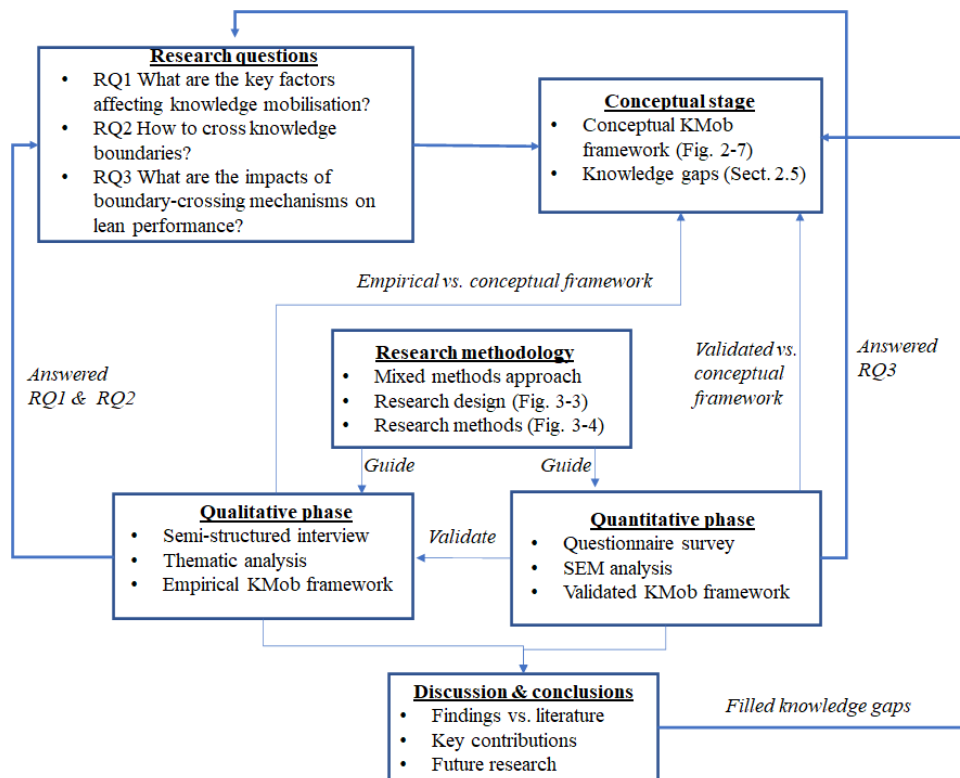 Research questions
• RQ1 What are the key factors
affecting knowledge mobilisation?
• RQ2 How to cross knowledge
boundaries?
• RQ3 What are the impacts of
boundary-crossing mechanisms on
lean performance?
Conceptual stage
• Conceptual KMob
framework (Fig. 2-7)
• Knowledge gaps (Sect. 2.5)
Empirical vs. conceptual framework
Research methodology
• Mixed methods approach
• Research design (Fig. 3-3)
• Research methods (Fig. 3-4)
Validated vs.
conceptual
framework
Answered
RQ3
Answered
RQ1 & RQ2
Guide
Guide
Qualitative phase
• Semi-structured interview
• Thematic analysis
• Empirical KMob framework
Validate
Quantitative phase
• Questionnaire survey
• SEM analysis
• Validated KMob framework
Discussion & conclusions
• Findings vs. literature
• Key contributions
• Future research
Filled knowledge gaps